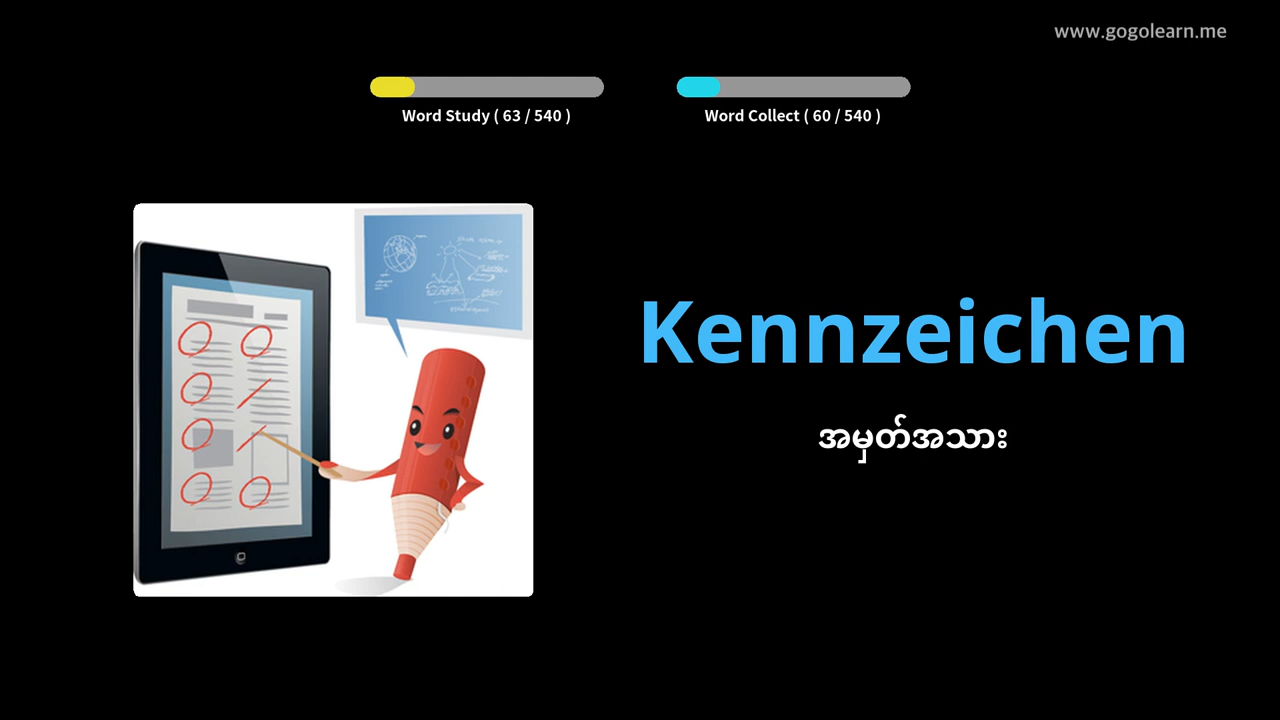 www.gogolearn.me
Word Study ( 63 / 540 )
Word Collect ( 60 / 540 )
Kennzeichen
အမှတ်အသား